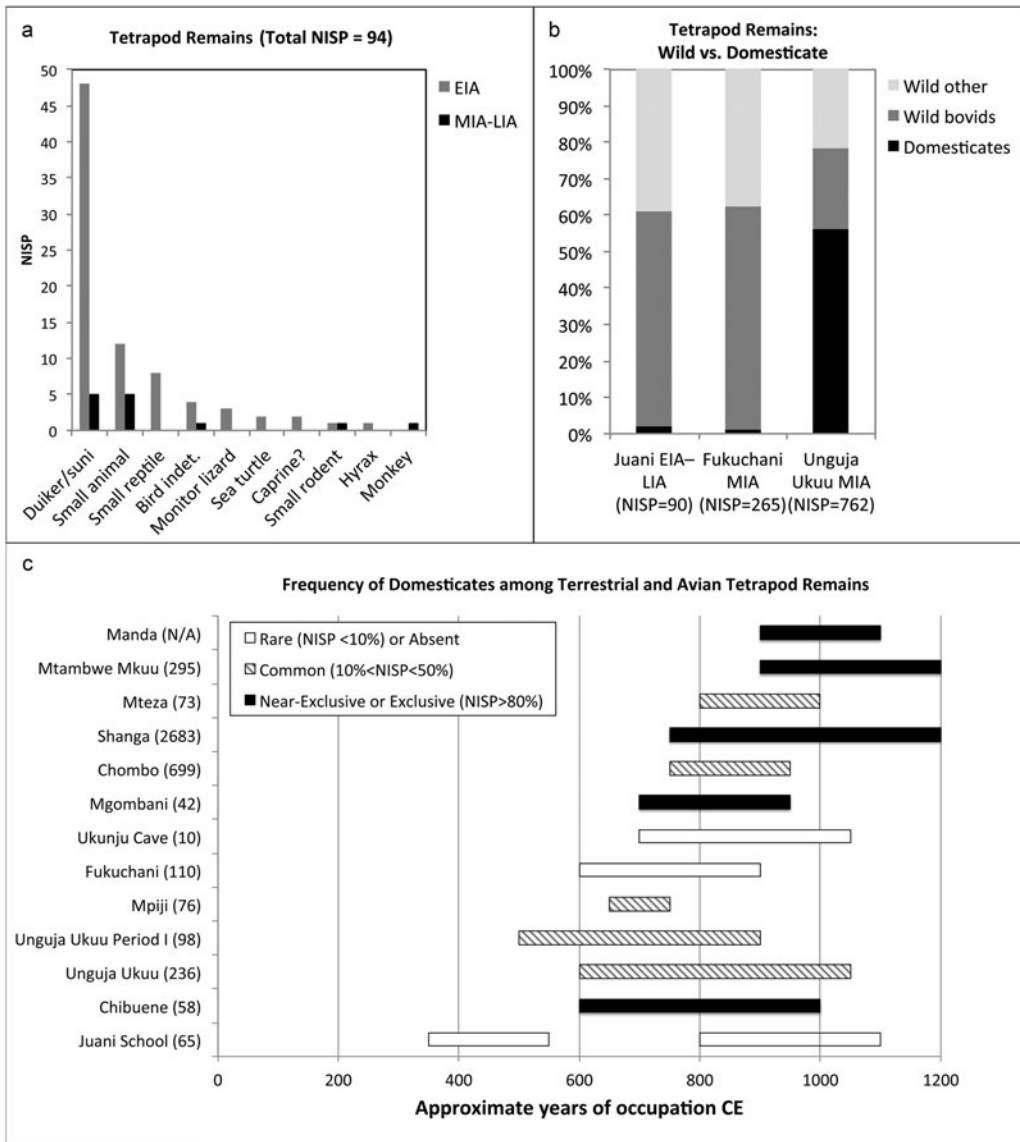 a
Tetrapod Remains (Total NISP = 94)
50
45
40
35
30
25
20
15
10
5
0
NISP
EIA
MIA-LIA
Duiker/suni
Small animal
Small reptile
Bird indet.
Monitor lizard
Sea turtle
Caprine?
Small rodent
Hyrax
Monkey
b
Tetrapod Remains:
Wild vs. Domesticate
100%
90%
80%
70%
60%
50%
40%
30%
20%
10%
0%
Wild other
Wild bovids
Domesticates
Juani EIA–
LIA
(NISP=90)
Fukuchani
MIA
(NISP=265)
Unguja
Ukuu MIA
(NISP=762)
c
Frequency of Domesticates among Terrestrial and Avian Tetrapod Remains
Rare (NISP <10%) or Absent
Common (10%<NISP<50%)
Near-Exclusive or Exclusive (NISP>80%)
Manda (N/A)
Mtambwe Mkuu (295)
Mteza (73)
Shanga (2683)
Chombo (699)
Mgombani (42)
Ukunju Cave (10)
Fukuchani (110)
Mpiji (76)
Unguja Ukuu Period I (98)
Unguja Ukuu (236)
Chibuene (58)
Juani School (65)
0 200 400 600 800 1000 1200
Approximate years of occupation CE